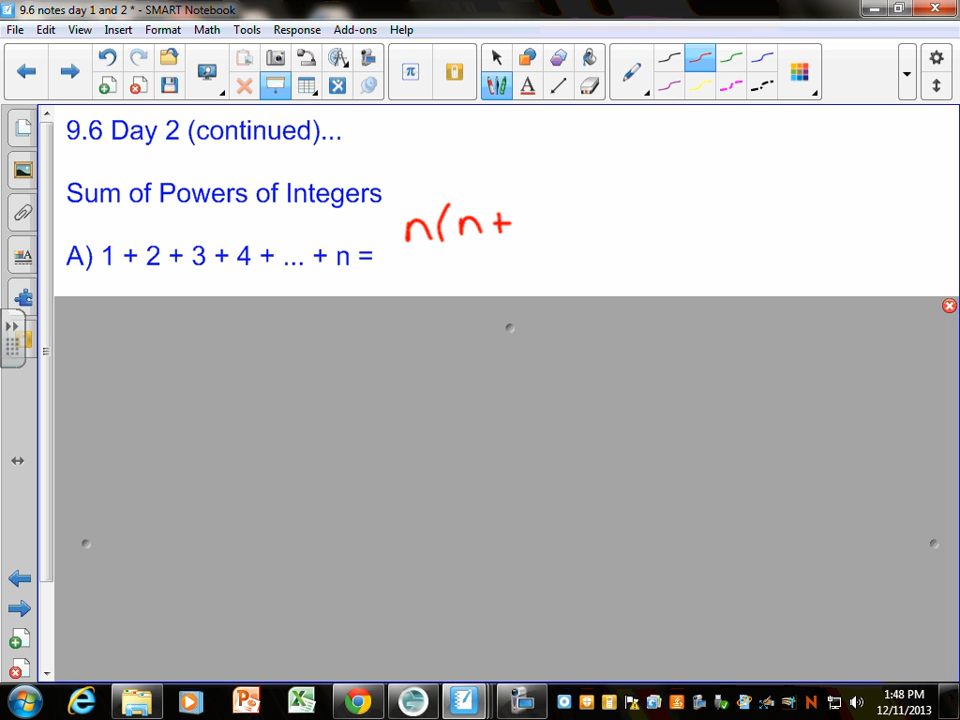 9.6 notes day 1 and 2 * - SMART Notebook
File Edit View Insert Format Math Tools Response Add-ons Help
9.6 Day 2 (continued)...
Sum of Powers of Integers
n(n+
A) 1 + 2 + 3 + 4 + ... + n =
1:48 PM
12/11/2013